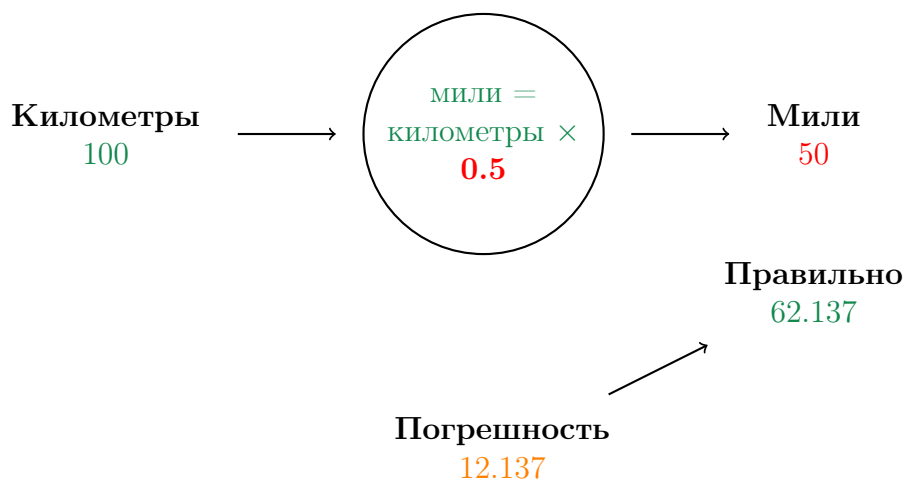 мили =
Километры
километры ×
Мили
100
0.5
50
Правильно
62.137
Погрешность
12.137